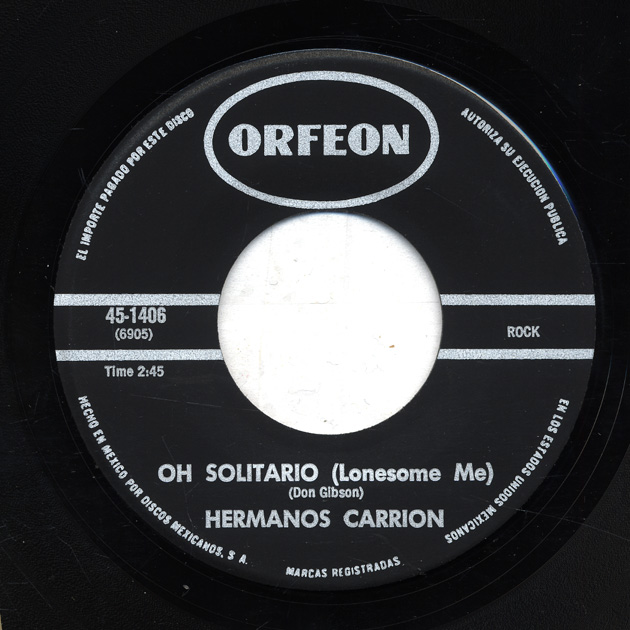 ORFEON
EL IMPORTE PAGADO POR ESTE DISCO
AUTORIZA SU EJECUCION PUBLICA
45-1406
(6905)
ROCK
Time 2:45
OH SOLITARIO (Lonesome Me)
(Don Gibson)
HERMANOS CARRION
HECHO EN MEXICO POR DISCOS MEXICANOS, S A.
MARCAS REGISTRADAS
EN LOS ESTADOS UNIDOS MEXICANOS